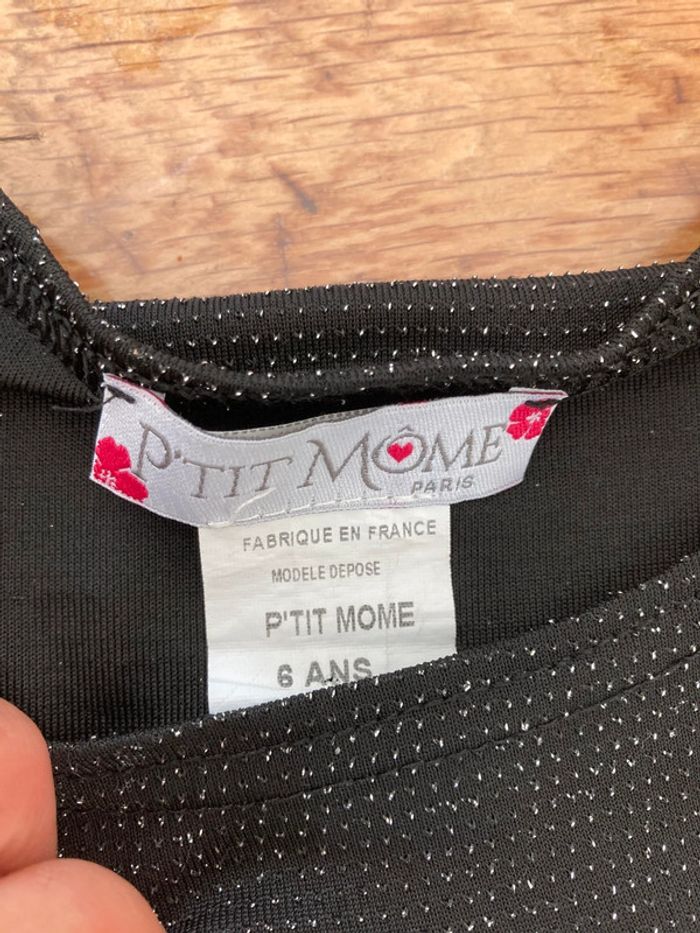 P'TIT MÔME
PARIS
FABRIQUE EN FRANCE
MODELE DEPOSE
P'TIT MOME
6 ANS